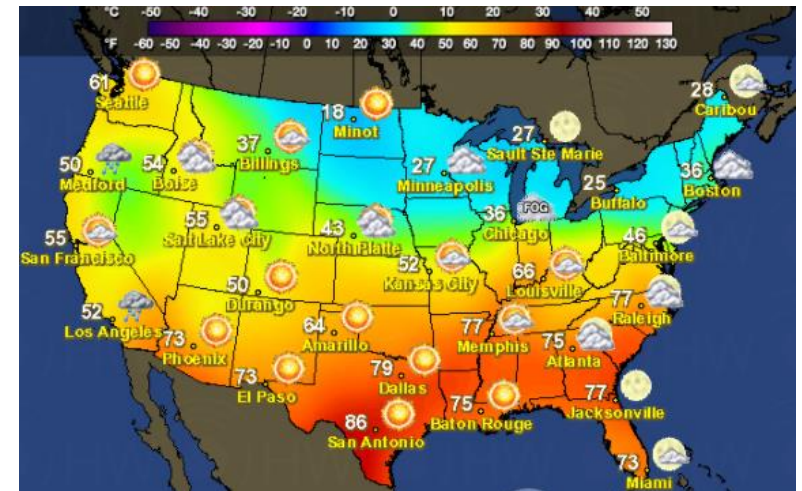 °C -50 -40 -30 -20 -10 0 10 20 30 40 50
°F -60 -50 -40 -30 -20 -10 0 10 20 30 40 50 60 70 80 90 100 110 120 130
61
Seattle
18
Minot
28
Caribou
37
Billings
27
Sault Ste Marie
50
Medford
54
Boise
27
Minneapolis
25
Buffalo
36
Boston
55
Salt Lake City
43
North Platte
36
FOG
Chicago
55
San Francisco
46
Baltimore
52
Kansas City
66
Louisville
50
Durango
52
Los Angeles
73
Phoenix
64
Amarillo
77
Memphis
75
Atlanta
77
Raleigh
73
El Paso
79
Dallas
86
San Antonio
75
Baton Rouge
77
Jacksonville
73
Miami